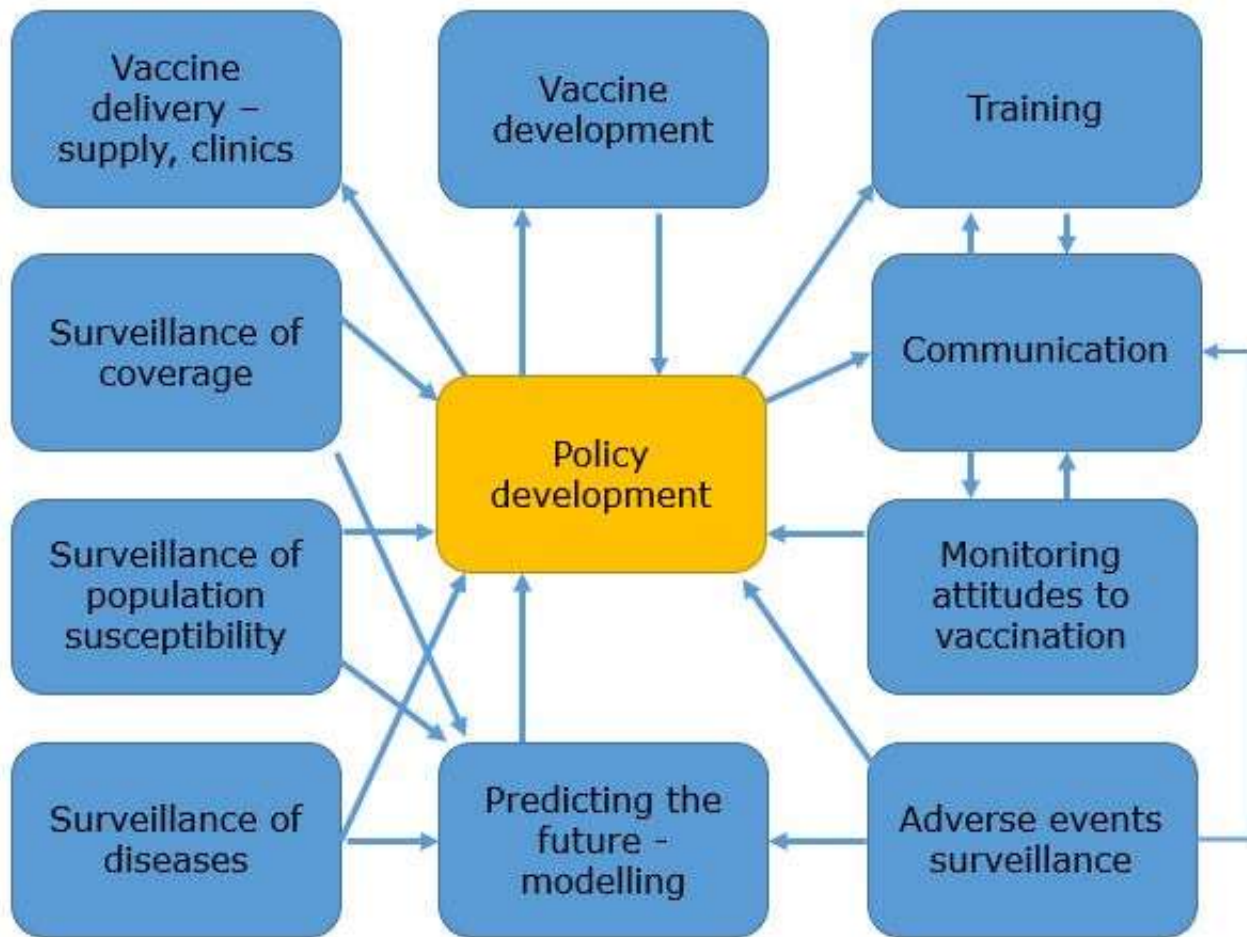 Vaccine
delivery –
supply, clinics
Vaccine
development
Training
Surveillance of
coverage
Communication
Policy
development
Surveillance of
population
susceptibility
Monitoring
attitudes to
vaccination
Surveillance of
diseases
Predicting the
future -
modelling
Adverse events
surveillance